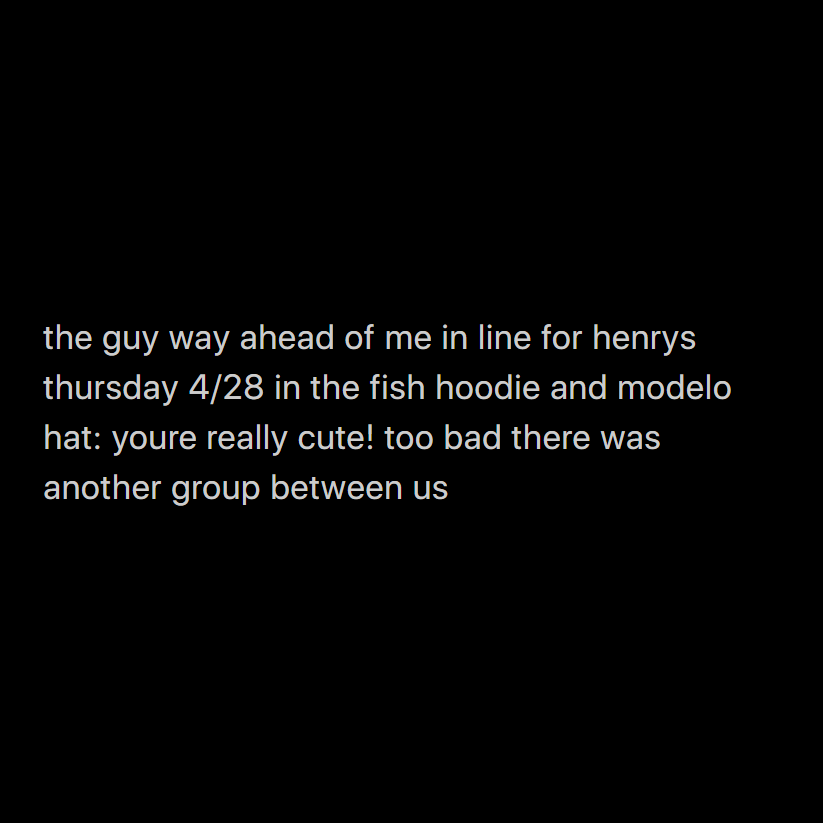 the guy way ahead of me in line for henrys
thursday 4/28 in the fish hoodie and modelo
hat: youre really cute! too bad there was
another group between us